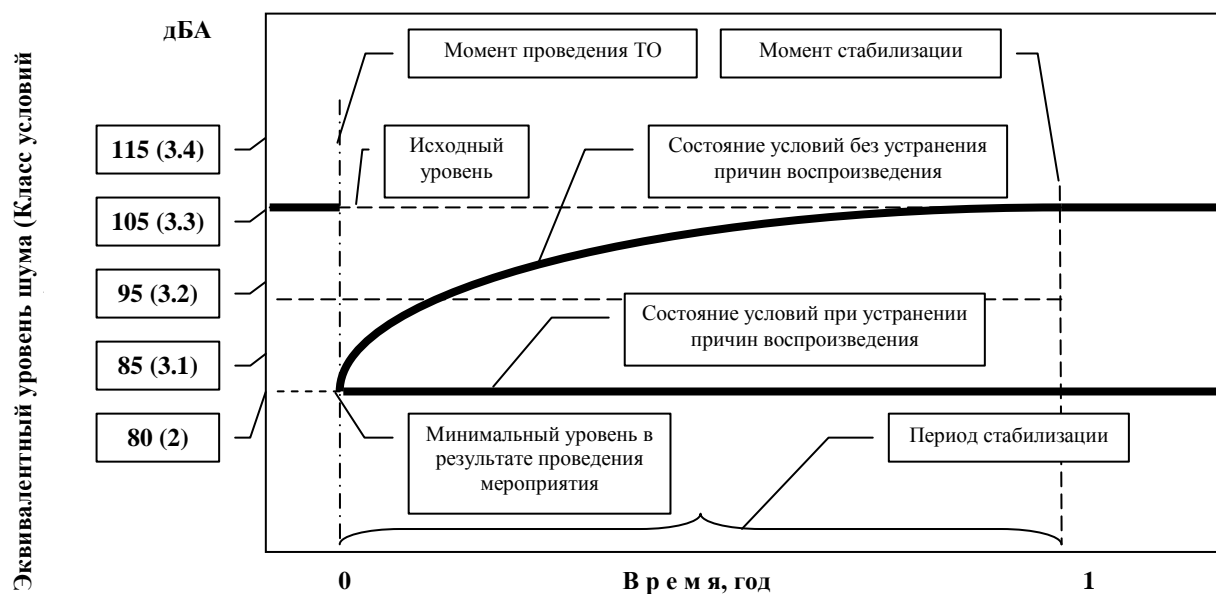 дБА
Момент проведения ТО
Момент стабилизации
115 (3.4)
Исходный
уровень
Состояние условий без устранения
причин воспроизведения
105 (3.3)
95 (3.2)
Состояние условий при устранении
причин воспроизведения
85 (3.1)
80 (2)
Минимальный уровень в
результате проведения
мероприятия
Период стабилизации
Эквивалентный уровень шума (Класс условий
0
В р е м я, год
1